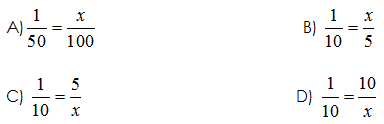 A) 1/50 = x/100 B) 1/10 = x/5
C) 1/10 = 5/x D) 1/10 = 10/x